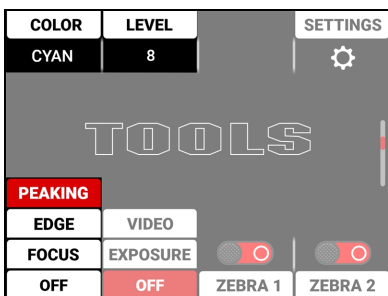 COLOR LEVEL SETTINGS
CYAN 8
TOOLS
PEAKING
EDGE VIDEO
FOCUS EXPOSURE
OFF OFF ZEBRA 1 ZEBRA 2